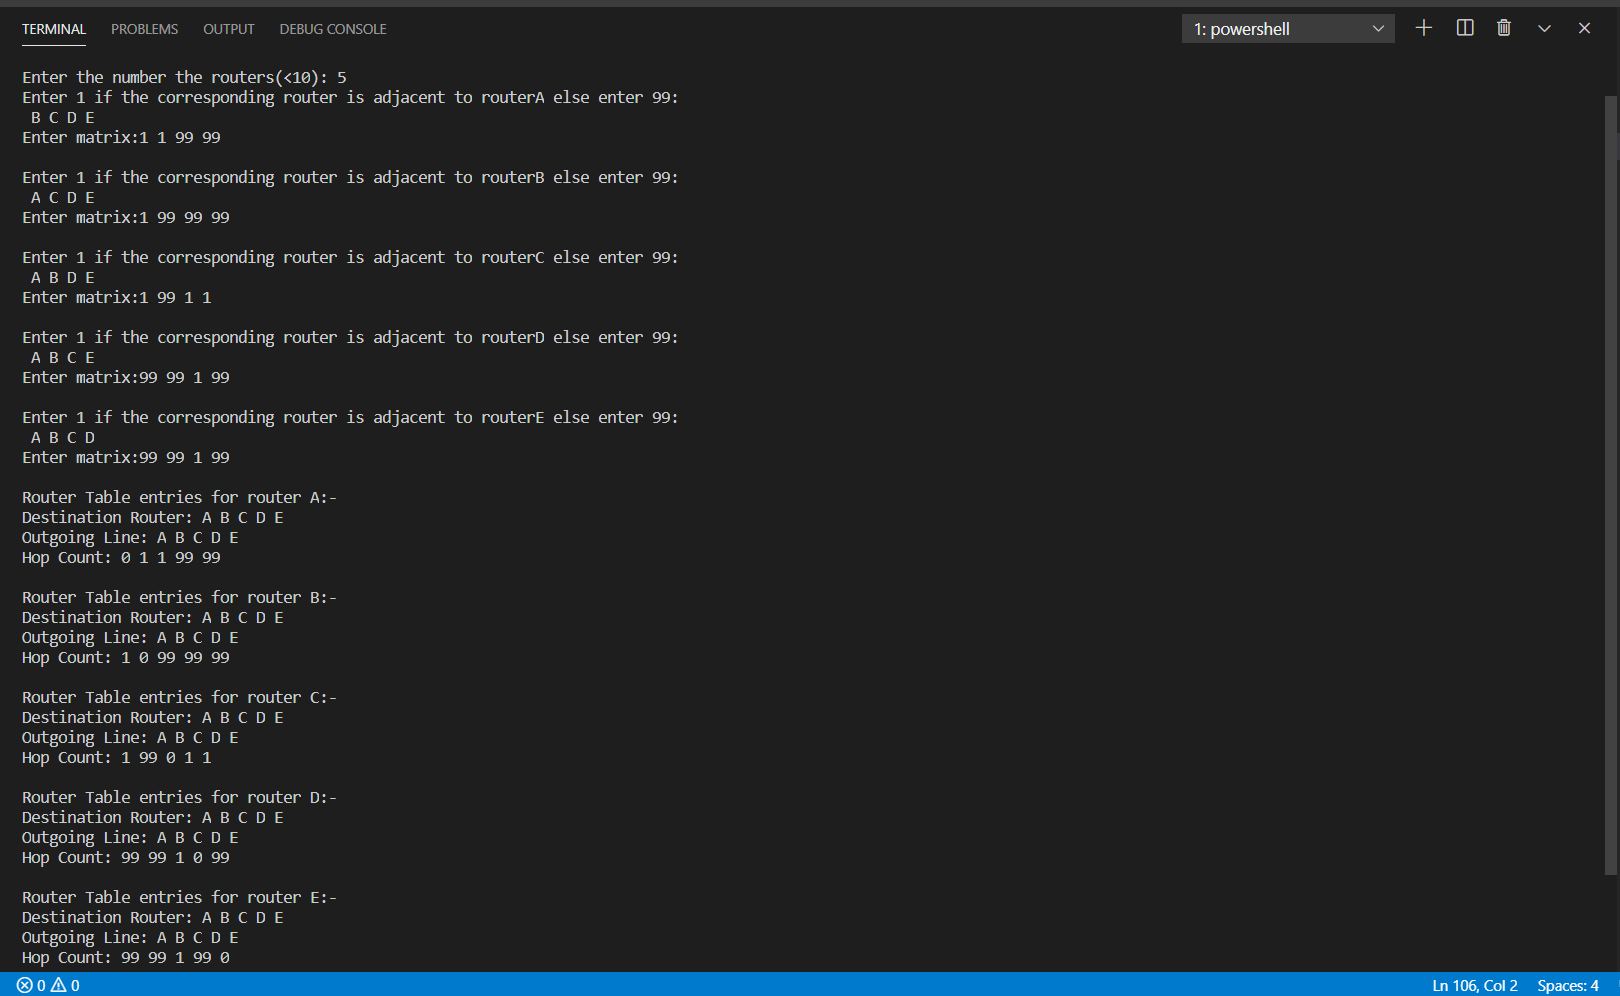 TERMINAL PROBLEMS OUTPUT DEBUG CONSOLE 1: powershell
Enter the number the routers(<10): 5
Enter 1 if the corresponding router is adjacent to routerA else enter 99:
B C D E
Enter matrix:1 1 99 99
Enter 1 if the corresponding router is adjacent to routerB else enter 99:
A C D E
Enter matrix:1 99 99 99
Enter 1 if the corresponding router is adjacent to routerC else enter 99:
A B D E
Enter matrix:1 99 1 1
Enter 1 if the corresponding router is adjacent to routerD else enter 99:
A B C E
Enter matrix:99 99 1 99
Enter 1 if the corresponding router is adjacent to routerE else enter 99:
A B C D
Enter matrix:99 99 1 99
Router Table entries for router A:-
Destination Router: A B C D E
Outgoing Line: A B C D E
Hop Count: 0 1 1 99 99
Router Table entries for router B:-
Destination Router: A B C D E
Outgoing Line: A B C D E
Hop Count: 1 0 99 99 99
Router Table entries for router C:-
Destination Router: A B C D E
Outgoing Line: A B C D E
Hop Count: 1 99 0 1 1
Router Table entries for router D:-
Destination Router: A B C D E
Outgoing Line: A B C D E
Hop Count: 99 99 1 0 99
Router Table entries for router E:-
Destination Router: A B C D E
Outgoing Line: A B C D E
Hop Count: 99 99 1 99 0
0 0 Ln 106, Col 2 Spaces: 4